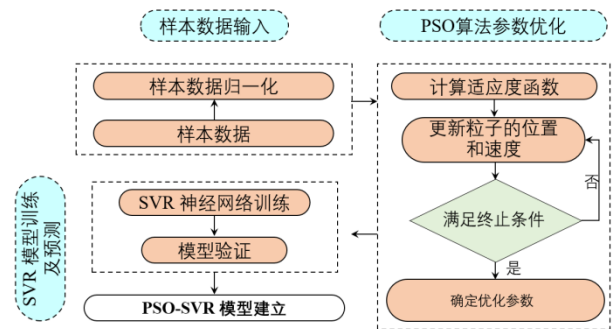 样本数据输入
PSO算法参数优化
样本数据归一化
样本数据
计算适应度函数
更新粒子的位置
和速度
否
满足终止条件
是
确定优化参数
SVR 模型训练
及预测
SVR 神经网络训练
模型验证
PSO-SVR 模型建立